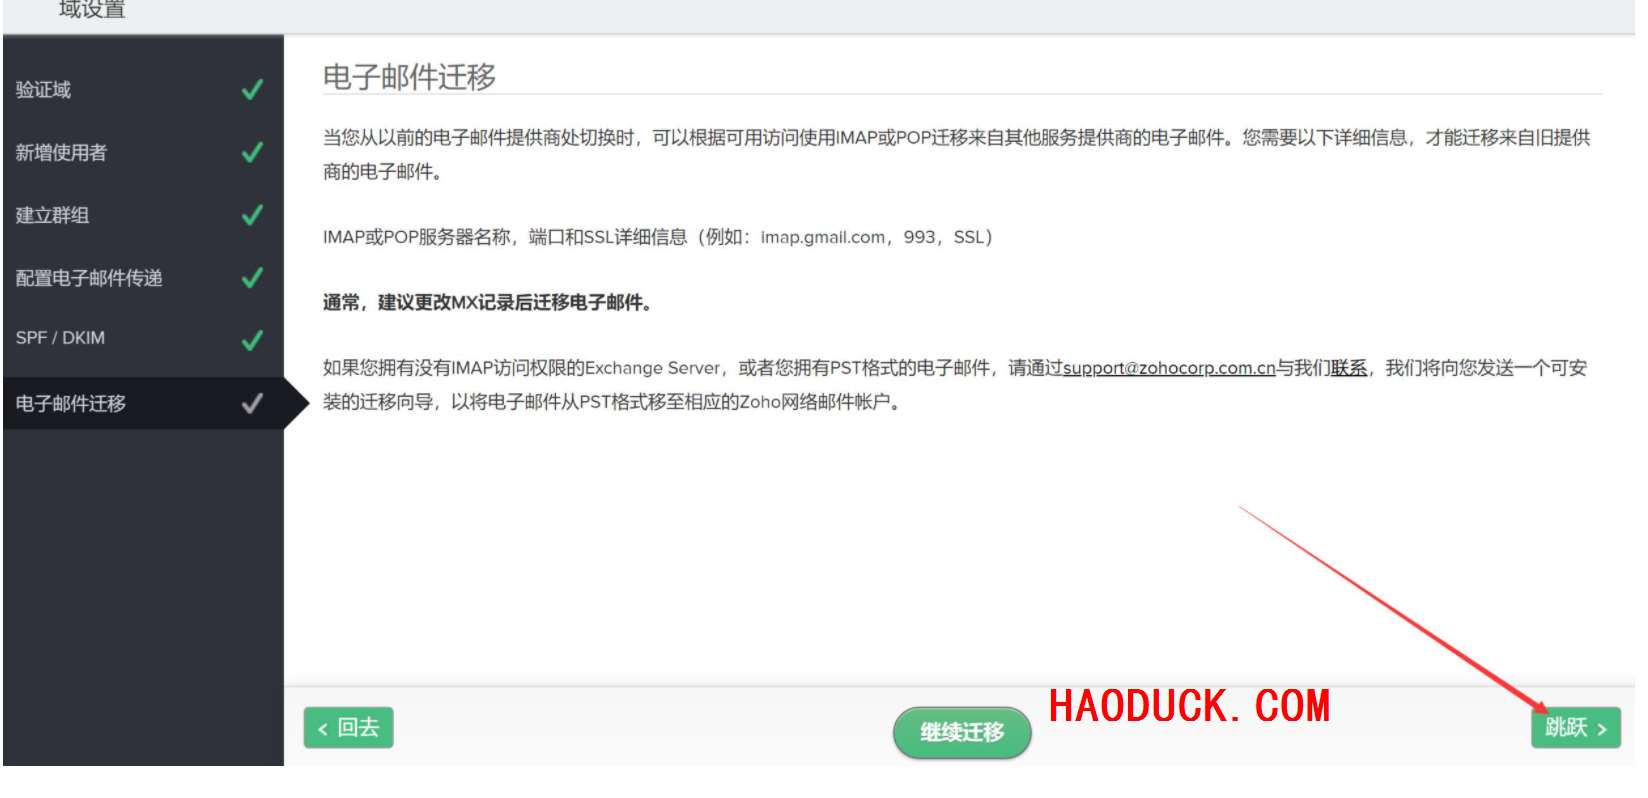 域设置
验证域
新增使用者
建立群组
配置电子邮件传递
SPF / DKIM
电子邮件迁移
电子邮件迁移
当您从以前的电子邮件提供商处切换时，可以根据可用访问使用IMAP或POP迁移来自其他服务提供商的电子邮件。您需要以下详细信息，才能迁移来自旧提供
商的电子邮件。
IMAP或POP服务器名称，端口和SSL详细信息（例如：imap.gmail.com，993，SSL）
通常，建议更改MX记录后迁移电子邮件。
如果您拥有没有IMAP访问权限的Exchange Server，或者您拥有PST格式的电子邮件，请通过support@zohocorp.com.cn与我们联系，我们将向您发送一个可安
装的迁移向导，以将电子邮件从PST格式移至相应的Zoho网络邮件帐户。
< 回去
继续迁移
HAODUCK. COM
跳跃 >